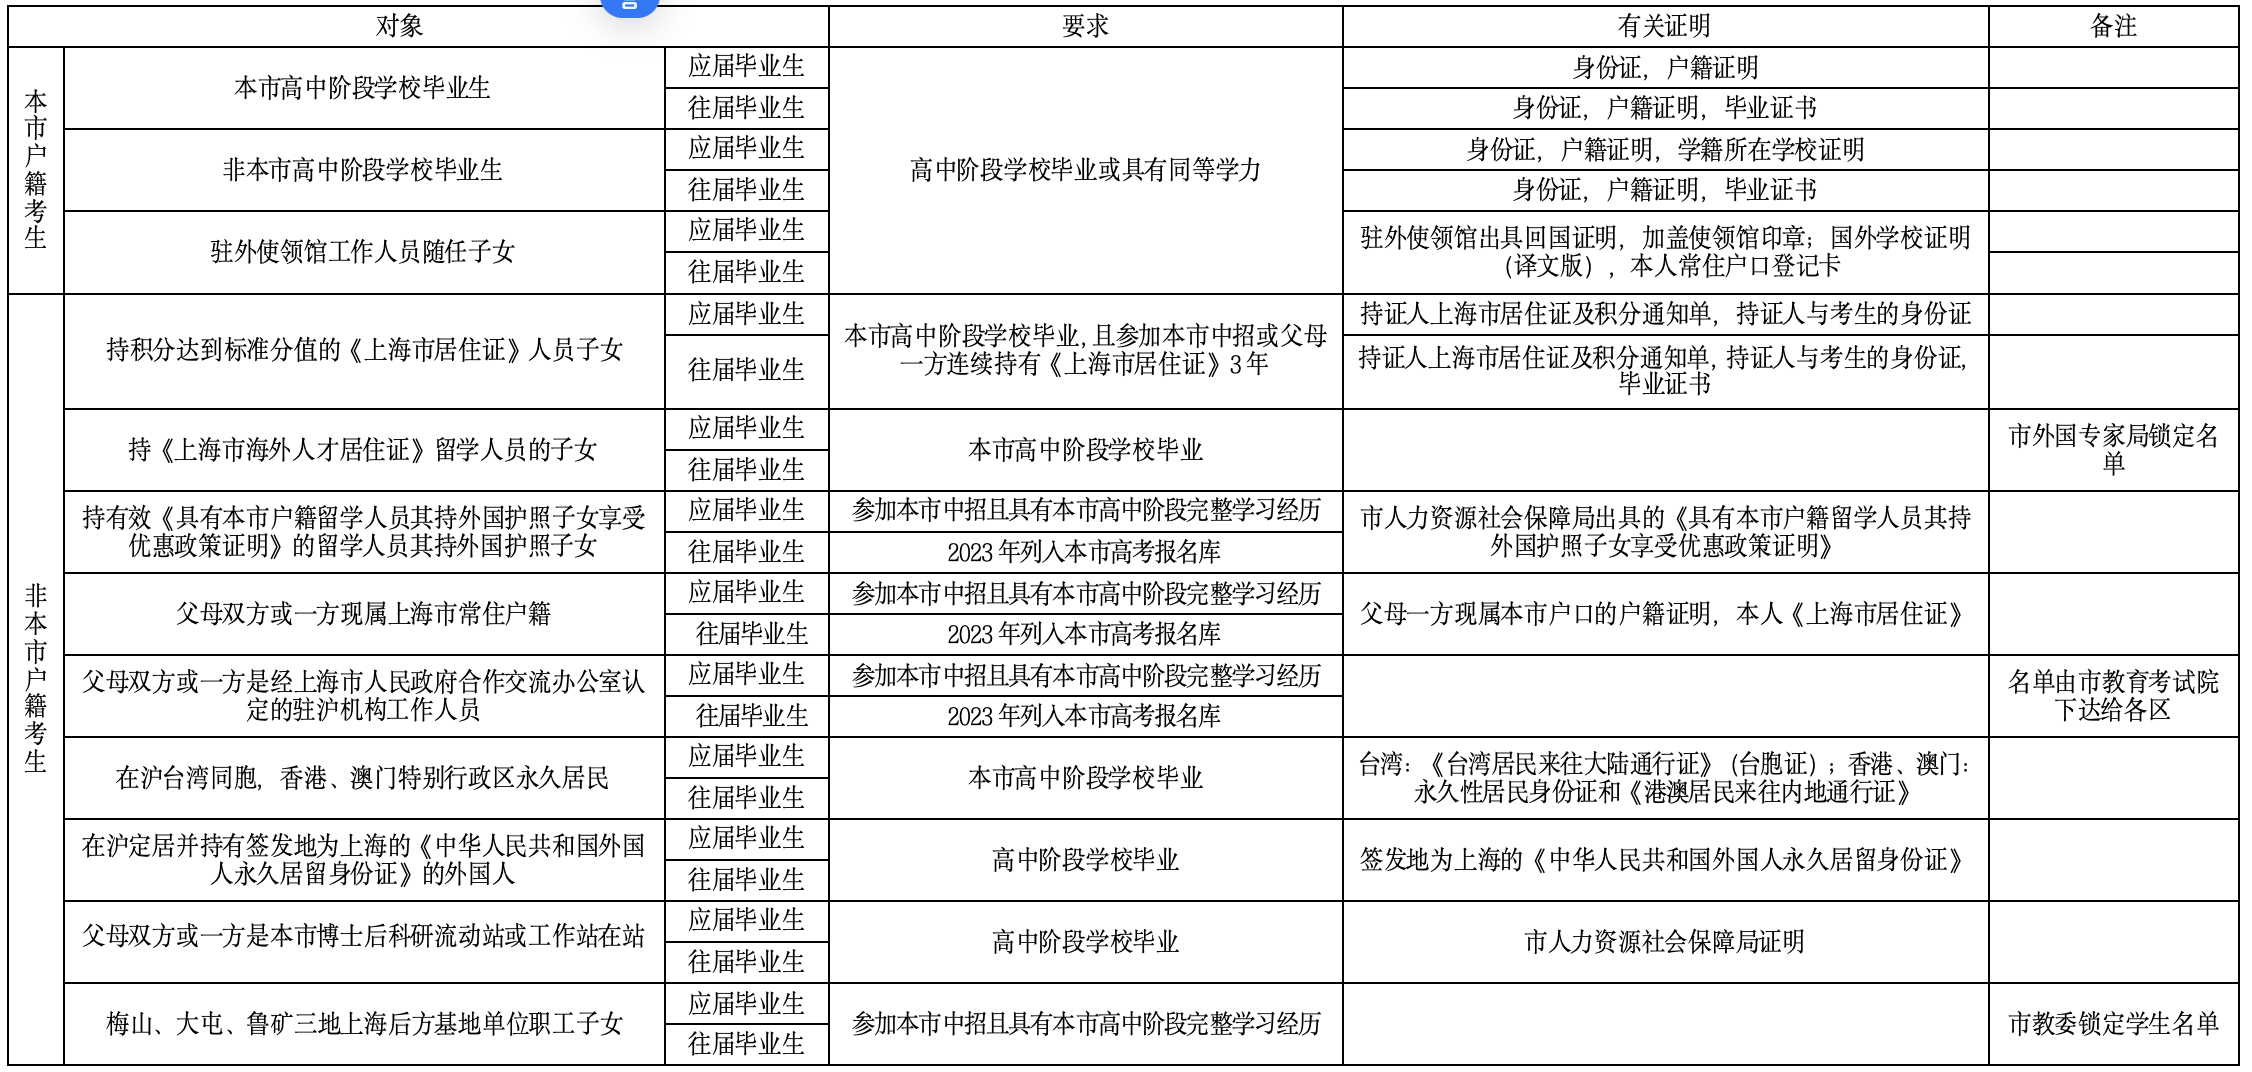 对象
要求
有关证明
备注
本市户籍考生
本市高中阶段学校毕业生
应届毕业生
高中阶段学校毕业或具有同等学力
身份证，户籍证明
往届毕业生
身份证，户籍证明，毕业证书
非本市高中阶段学校毕业生
应届毕业生
身份证，户籍证明，学籍所在学校证明
往届毕业生
身份证，户籍证明，毕业证书
驻外使领馆工作人员随任子女
应届毕业生
驻外使领馆出具回国证明，加盖使领馆印章；国外学校证明
（译文版），本人常住户口登记卡
往届毕业生
非本市户籍考生
持积分达到标准分值的《上海市居住证》人员子女
应届毕业生
本市高中阶段学校毕业，且参加本市中招或父母
一方连续持有《上海市居住证》3 年
持证人上海市居住证及积分通知单，持证人与考生的身份证
往届毕业生
持证人上海市居住证及积分通知单，持证人与考生的身份证，
毕业证书
持《上海市海外人才居住证》留学人员的子女
应届毕业生
本市高中阶段学校毕业
市外国专家局锁定名
单
往届毕业生
持有效《具有本市户籍留学人员其持外国护照子女享受
优惠政策证明》的留学人员其持外国护照子女
应届毕业生
参加本市中招且具有本市高中阶段完整学习经历
市人力资源社会保障局出具的《具有本市户籍留学人员其持
外国护照子女享受优惠政策证明》
往届毕业生
2023 年列入本市高考报名库
父母双方或一方现属上海市常住户籍
应届毕业生
参加本市中招且具有本市高中阶段完整学习经历
父母一方现属本市户口的户籍证明，本人《上海市居住证》
往届毕业生
2023 年列入本市高考报名库
父母双方或一方是经上海市人民政府合作交流办公室认
定的驻沪机构工作人员
应届毕业生
参加本市中招且具有本市高中阶段完整学习经历
名单由市教育考试院
下达给各区
往届毕业生
2023 年列入本市高考报名库
在沪台湾同胞，香港、澳门特别行政区永久居民
应届毕业生
本市高中阶段学校毕业
台湾：《台湾居民来往大陆通行证》（台胞证）；香港、澳门：
永久性居民身份证和《港澳居民来往内地通行证》
往届毕业生
在沪定居并持有签发地为上海的《中华人民共和国外国
人永久居留身份证》的外国人
应届毕业生
高中阶段学校毕业
签发地为上海的《中华人民共和国外国人永久居留身份证》
往届毕业生
父母双方或一方是本市博士后科研流动站或工作站在站
应届毕业生
高中阶段学校毕业
市人力资源社会保障局证明
往届毕业生
梅山、大屯、鲁矿三地上海后方基地单位职工子女
应届毕业生
参加本市中招且具有本市高中阶段完整学习经历
市教委锁定学生名单
往届毕业生